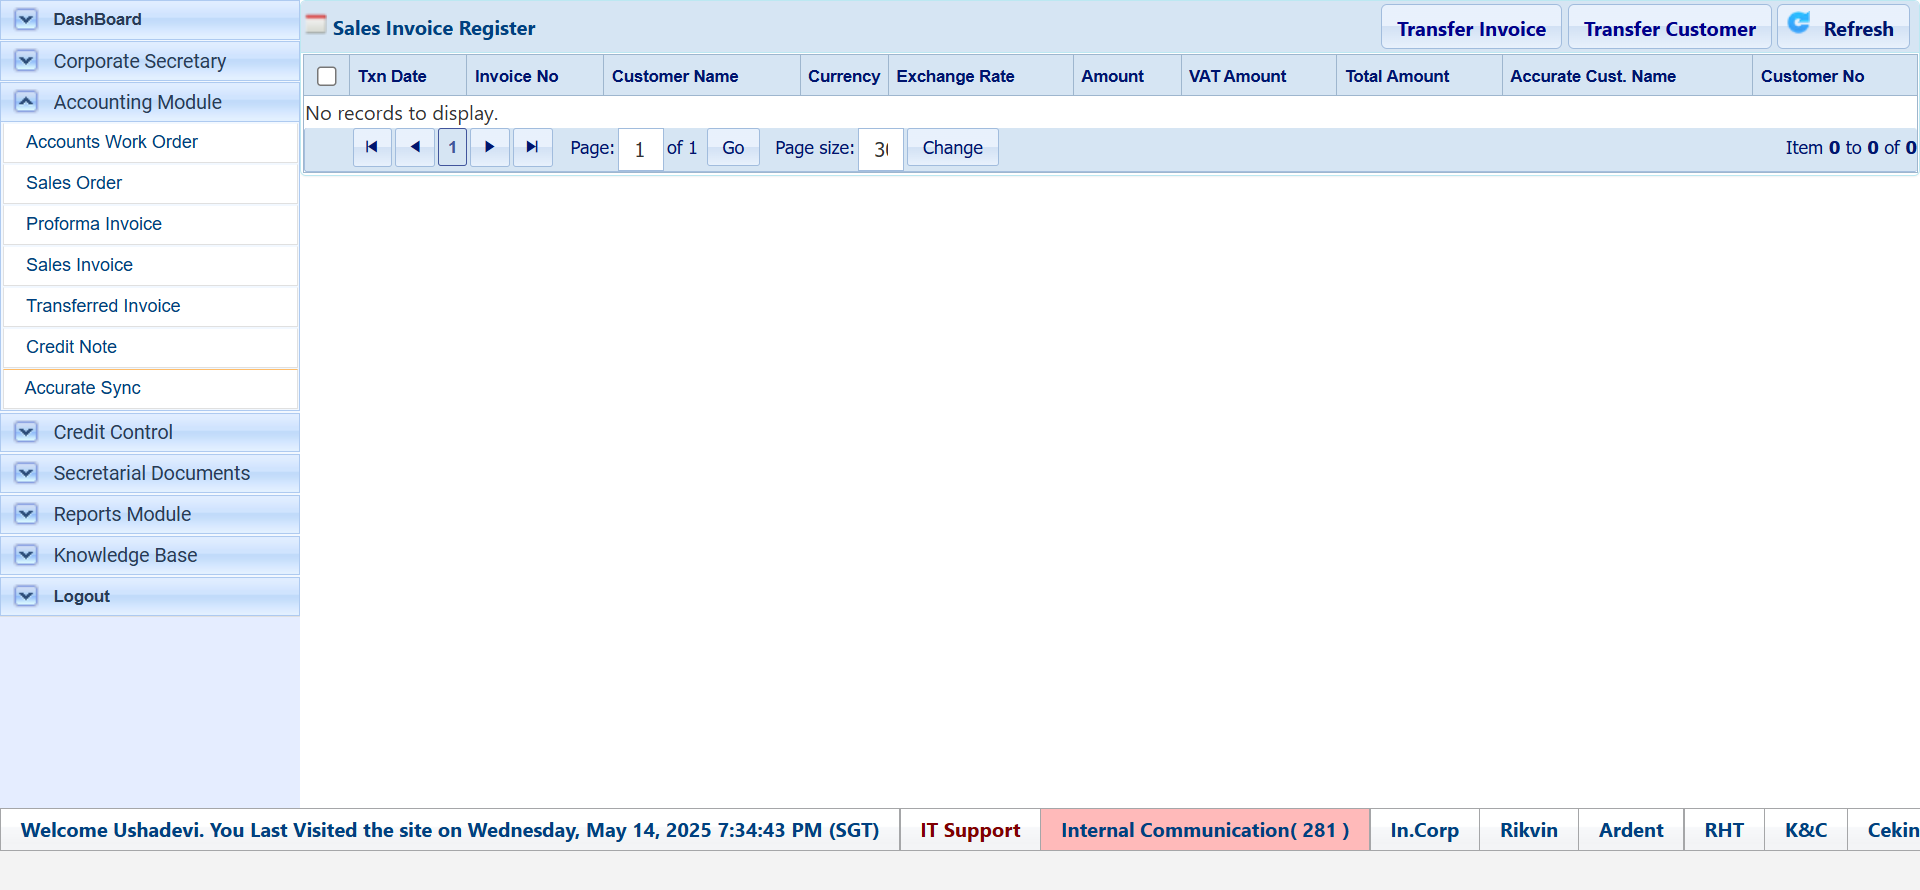 DashBoard
Corporate Secretary
Accounting Module
Accounts Work Order
Sales Order
Proforma Invoice
Sales Invoice
Transferred Invoice
Credit Note
Accurate Sync
Credit Control
Secretarial Documents
Reports Module
Knowledge Base
Logout
Sales Invoice Register
Transfer Invoice Transfer Customer Refresh
Txn Date Invoice No Customer Name Currency Exchange Rate Amount VAT Amount Total Amount Accurate Cust. Name Customer No
No records to display.
1 Page: 1 of 1 Go Page size: Change Item 0 to 0 of 0
Welcome Ushadevi. You Last Visited the site on Wednesday, May 14, 2025 7:34:43 PM (SGT) IT Support Internal Communication( 281 ) In.Corp Rikvin Ardent RHT K&C Cekin